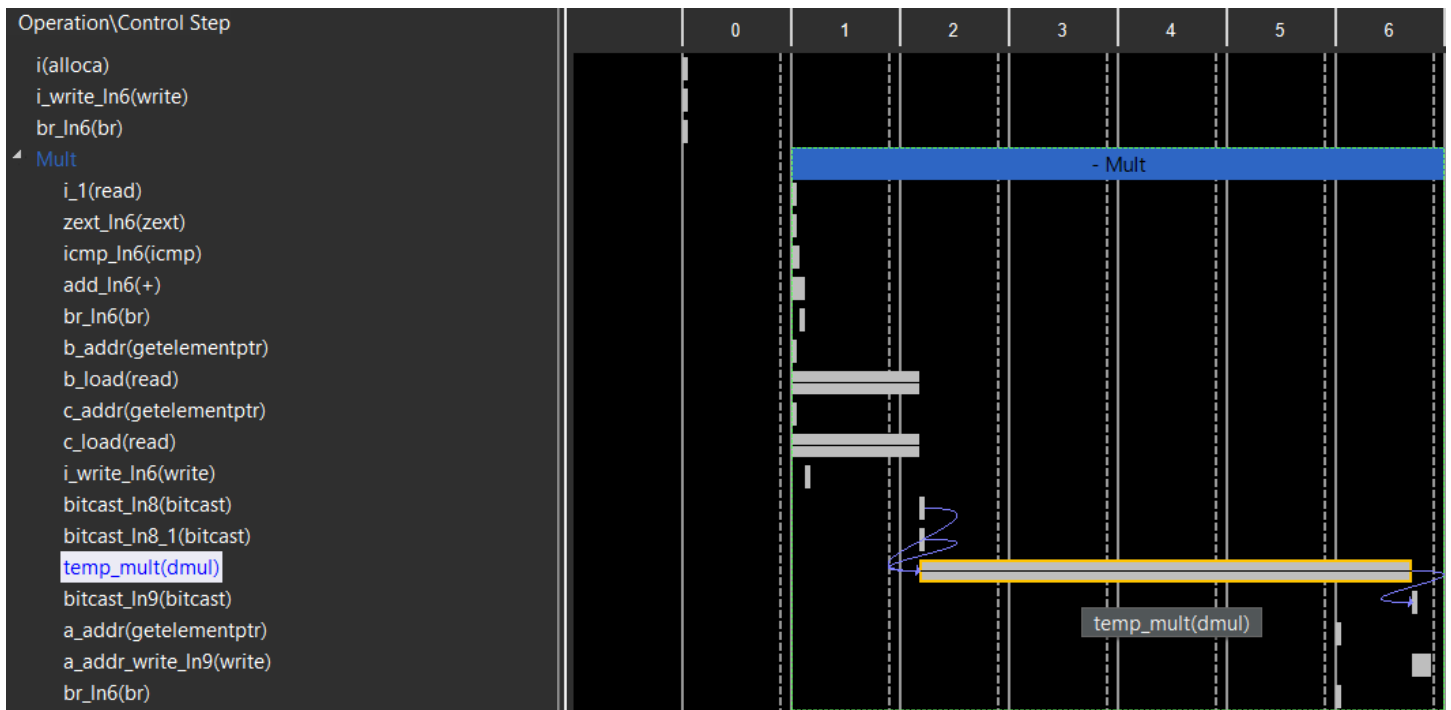 Operation\Control Step 0 1 2 3 4 5 6
i(alloca)
i_write_ln6(write)
br_ln6(br)
Mult - Mult
i_1(read)
zext_ln6(zext)
icmp_ln6(icmp)
add_ln6(+)
br_ln6(br)
b_addr(getelementptr)
b_load(read)
c_addr(getelementptr)
c_load(read)
i_write_ln6(write)
bitcast_ln8(bitcast)
bitcast_ln8_1(bitcast)
temp_mult(dmul)
bitcast_ln9(bitcast)
a_addr(getelementptr) temp_mult(dmul)
a_addr_write_ln9(write)
br_ln6(br)